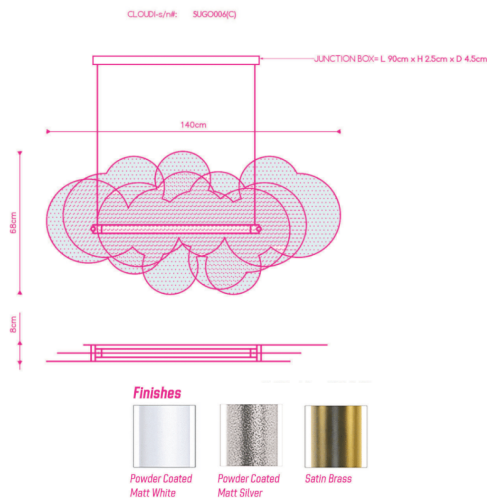 CLOUDI-s/n#: SUGO006(C)
JUNCTION BOX= L 90cm x H 2.5cm x D 4.5cm
140cm
68cm
8cm
Finishes
Powder Coated
Matt White
Powder Coated
Matt Silver
Satin Brass